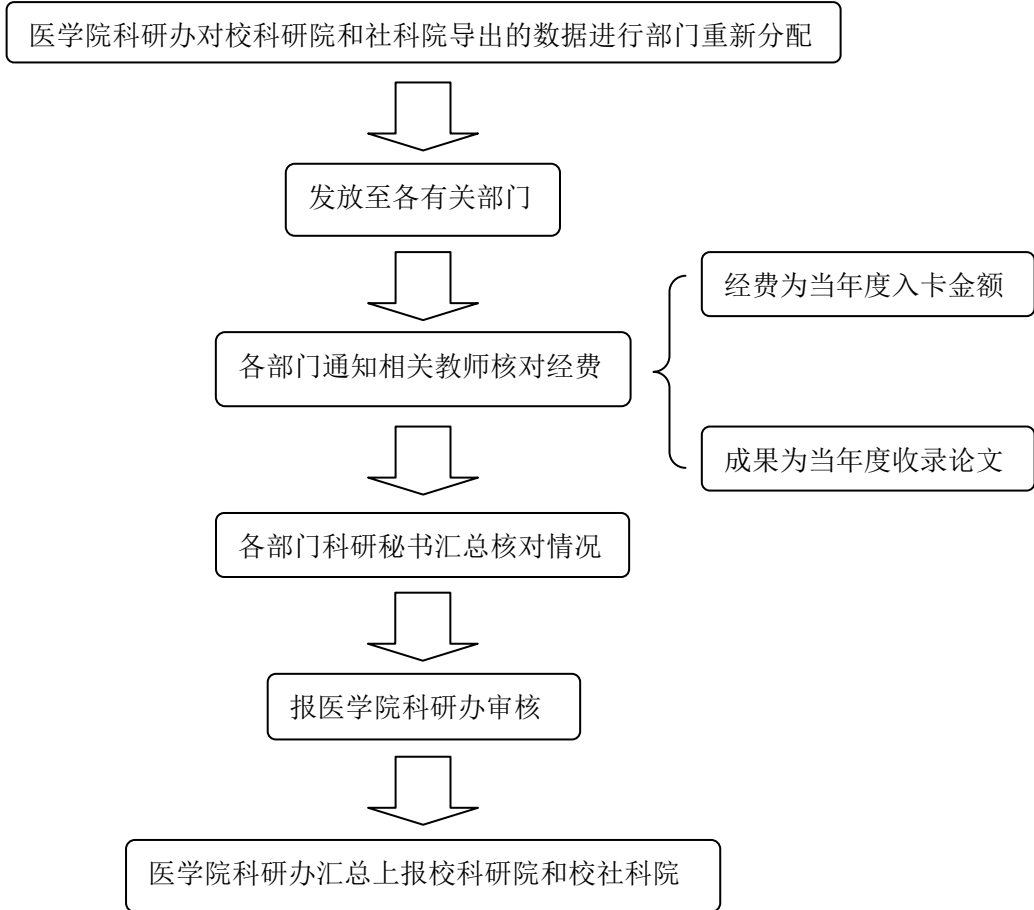 医学院科研办对校科研院和社科院导出的数据进行部门重新分配
发放至各有关部门
经费为当年度入卡金额
各部门通知相关教师核对经费
成果为当年度收录论文
各部门科研秘书汇总核对情况
报医学院科研办审核
医学院科研办汇总上报校科研院和校社科院